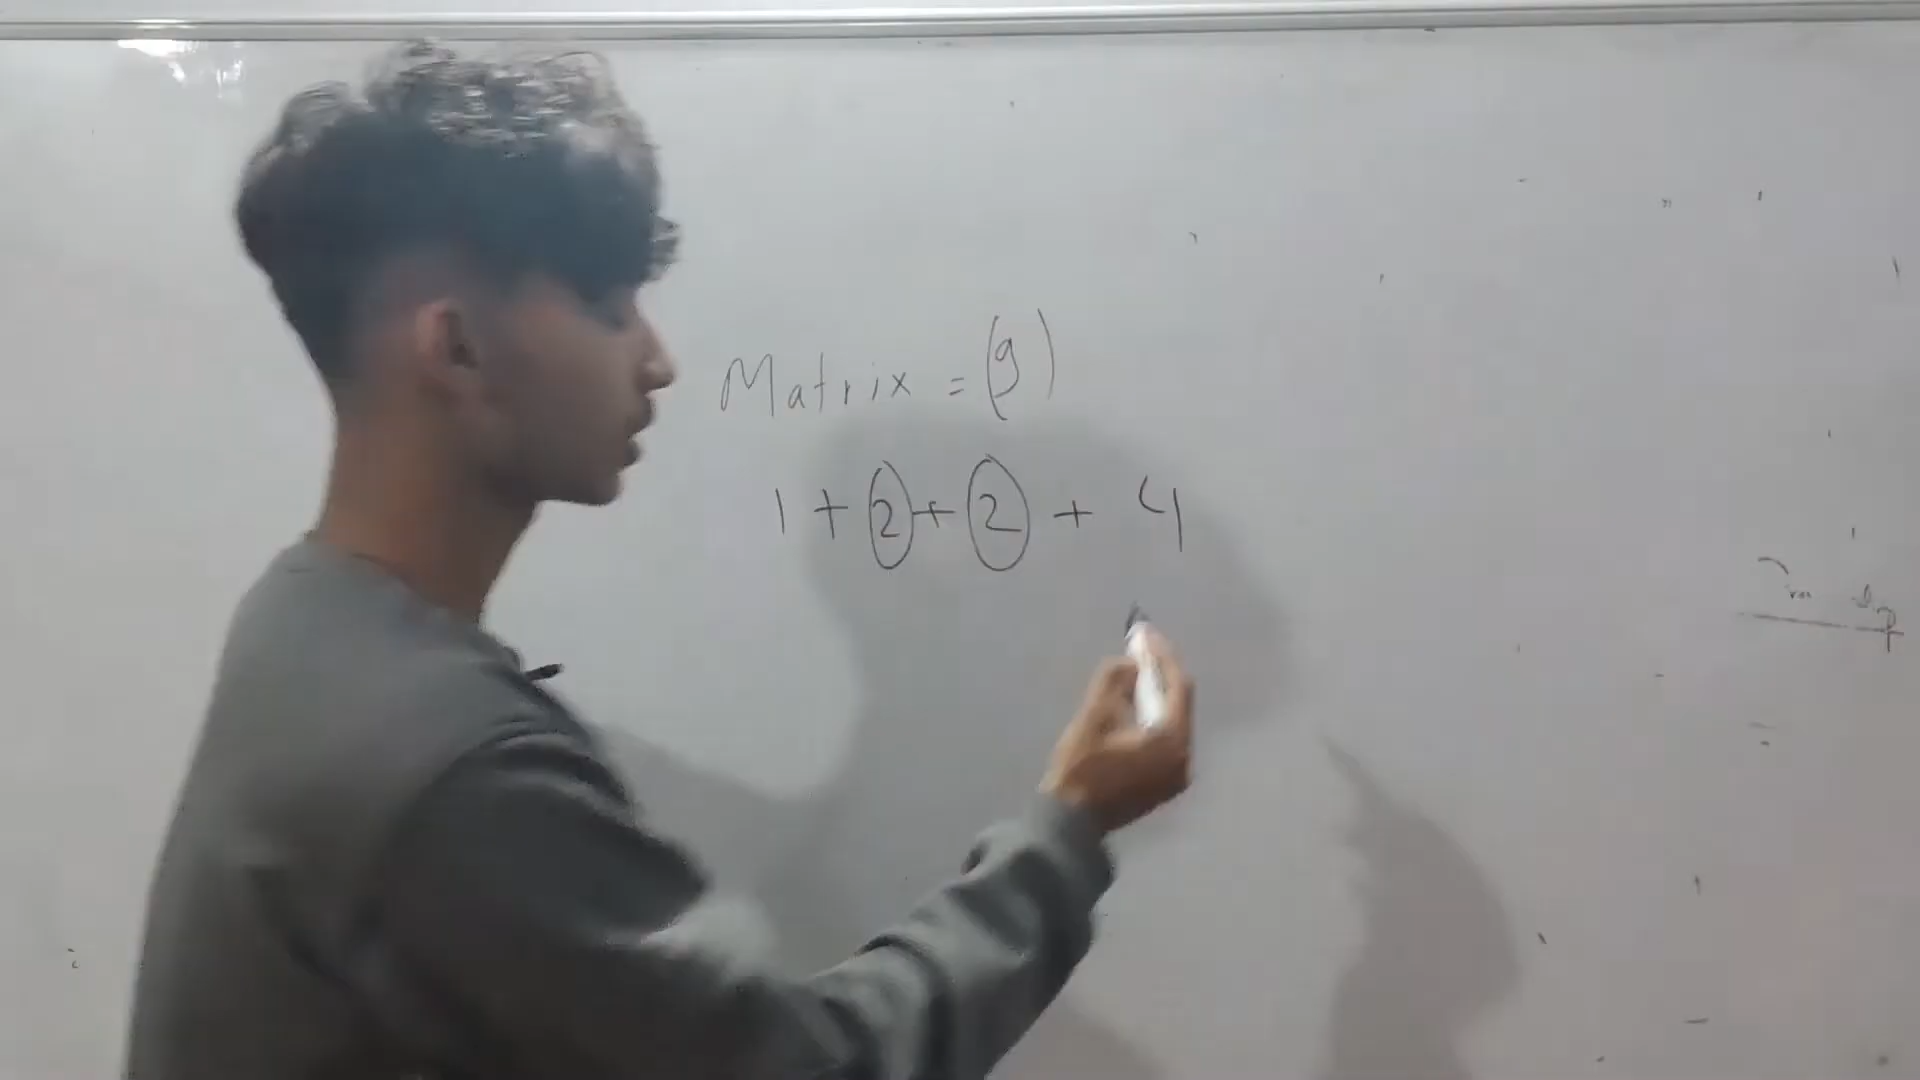 Matrix = (9)
1 + 2 + 2 + 4